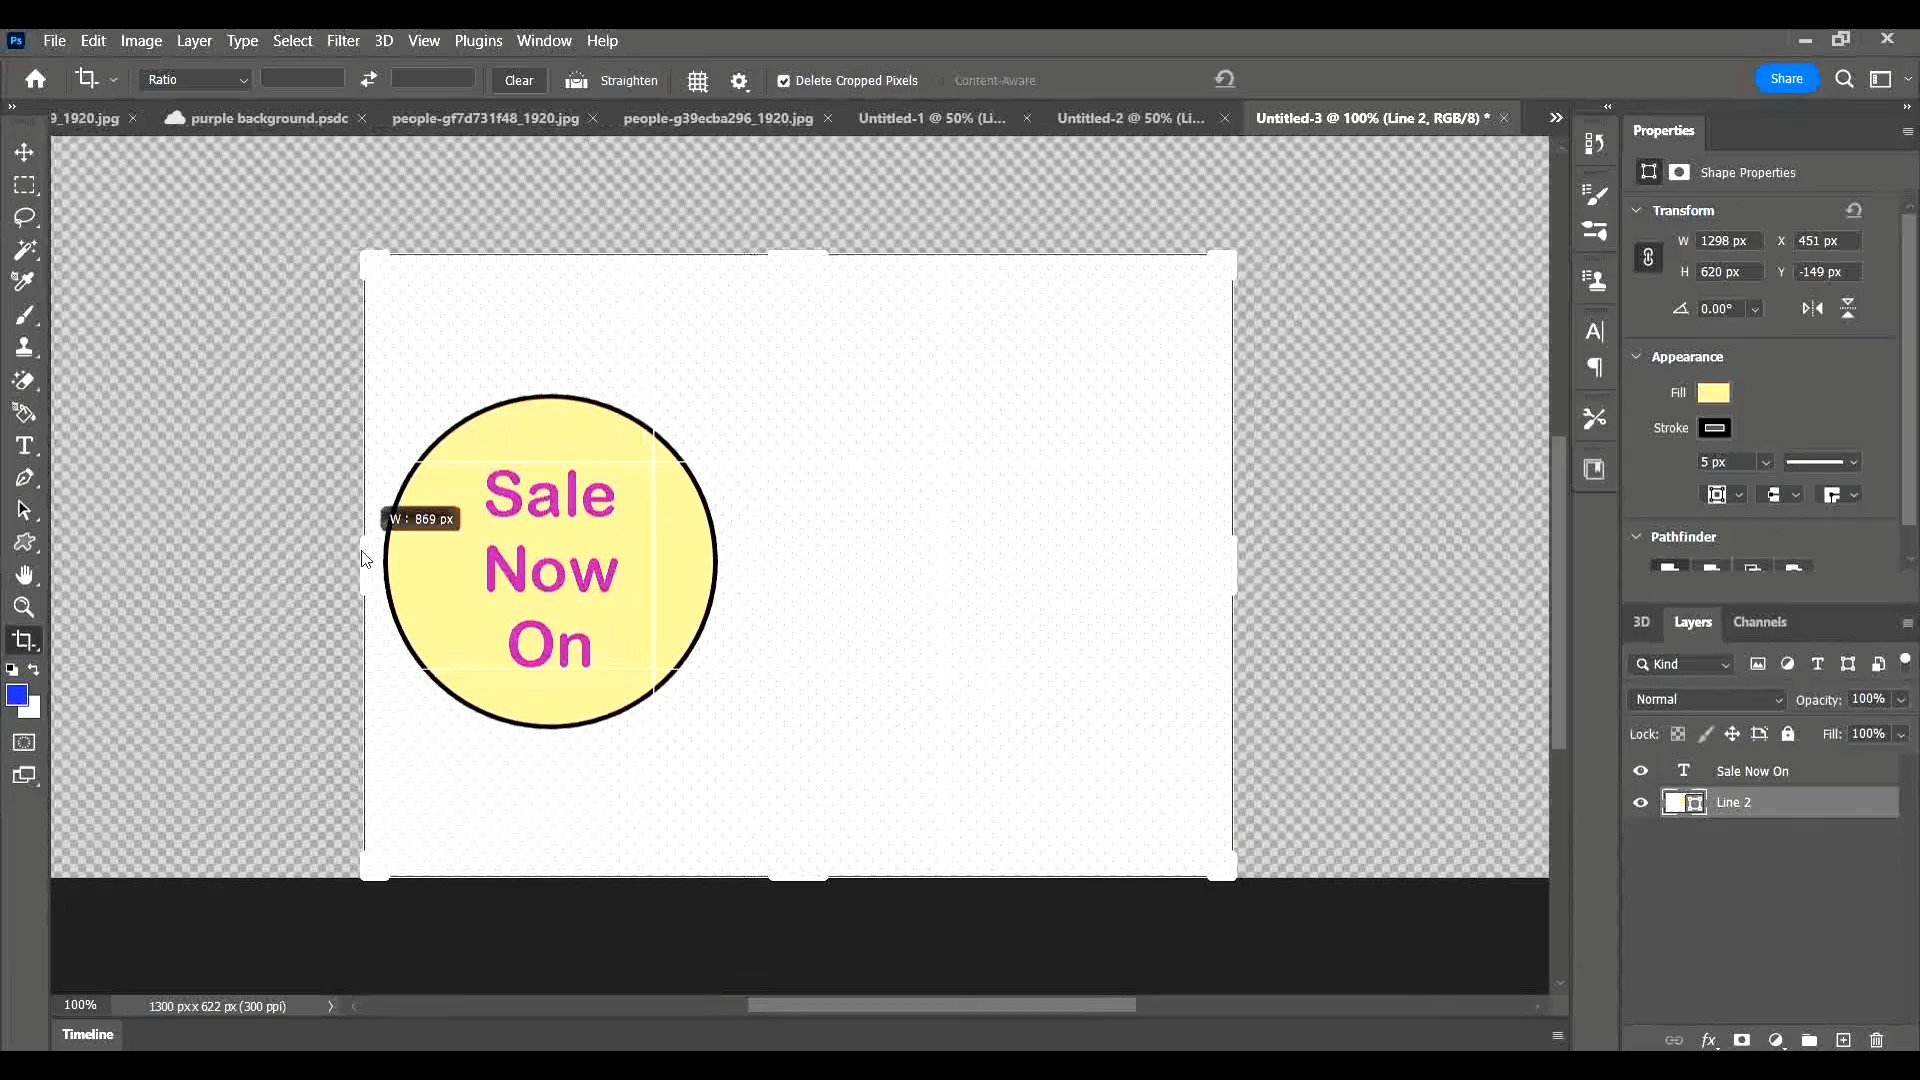 Ps File Edit Image Layer Type Select Filter 3D View Plugins Window Help
Ratio Clear Straighten Delete Cropped Pixels Content-Aware Share
9_1920.jpg purple background.psdc people-gf7d731f48_1920.jpg people-g39ecba296_1920.jpg Untitled-1 @ 50% (Li... Untitled-2 @ 50% (Li... Untitled-3 @ 100% (Line 2, RGB/8) *
Properties
Shape Properties
Transform
W 1298 px X 451 px
H 620 px Y -149 px
0.00°
Appearance
Fill
Stroke
5 px
Pathfinder
Sale
W : 869 px
Now
On
3D Layers Channels
Kind
Normal Opacity: 100%
Lock: Fill: 100%
T Sale Now On
Line 2
fx
100% 1300 px x 622 px (300 ppi)
Timeline